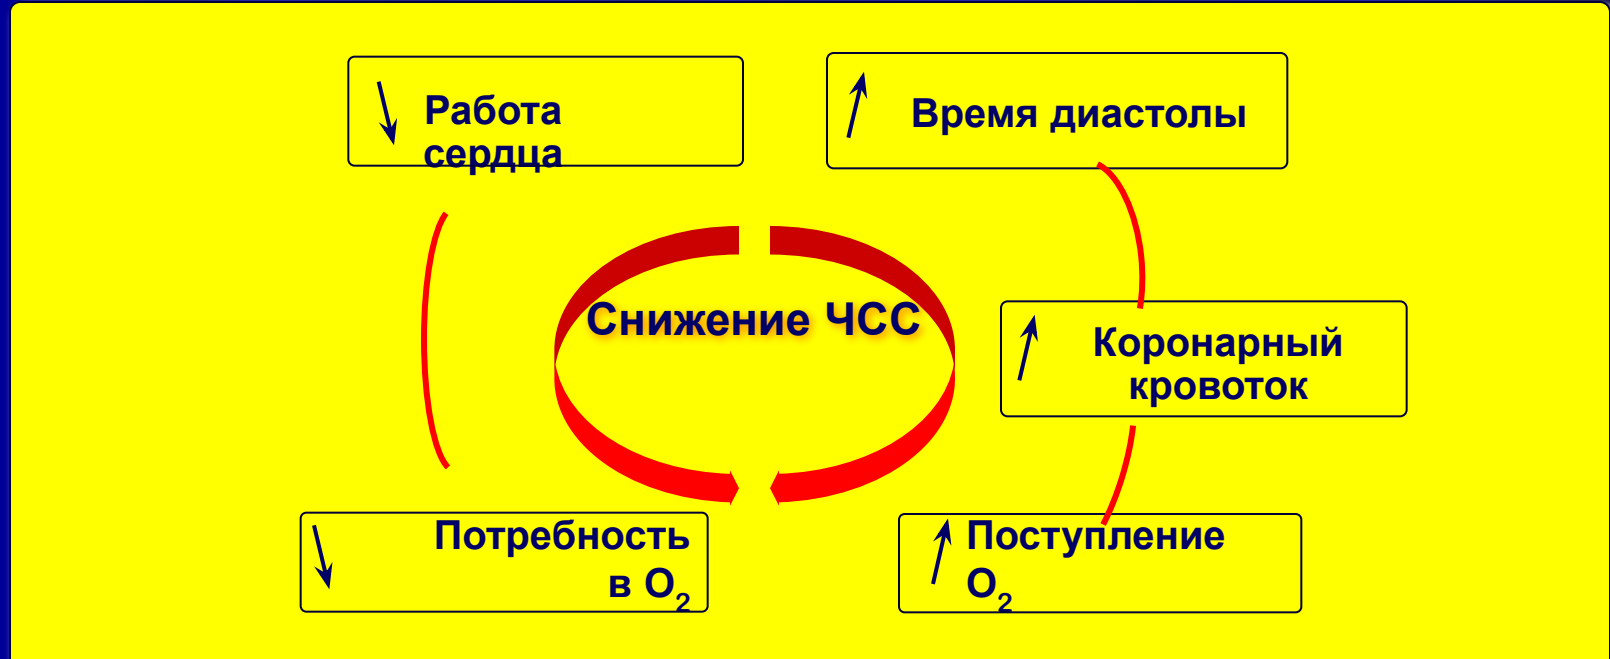 Работа
сердца
Время диастолы
Снижение ЧСС
Коронарный
кровоток
Потребность
в O₂
Поступление
O₂